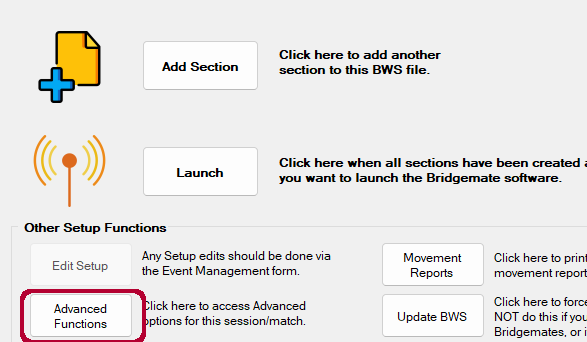 Add Section
Click here to add another
section to this BWS file.
Launch
Click here when all sections have been created a
you want to launch the Bridgemate software.
Other Setup Functions
Edit Setup
Any Setup edits should be done via
the Event Management form.
Movement
Reports
Click here to print
movement report
Advanced
Functions
Click here to access Advanced
options for this session/match.
Update BWS
Click here to force
NOT do this if you
Bridgemates, or i